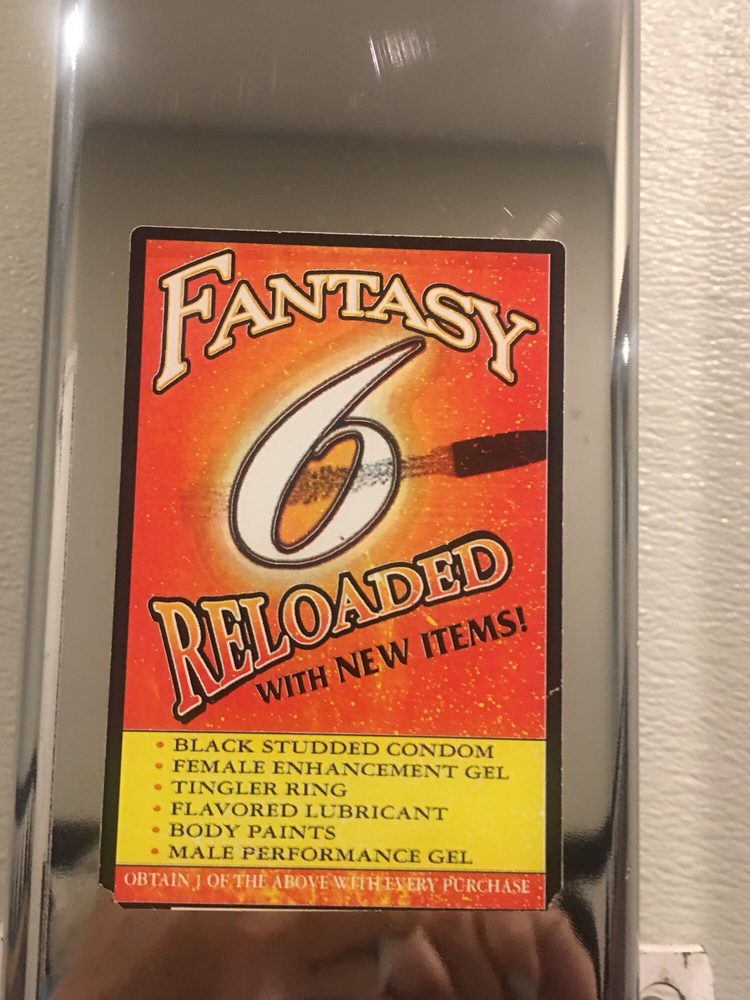 FANTASY
6
RELOADED
WITH NEW ITEMS!
• BLACK STUDDED CONDOM
• FEMALE ENHANCEMENT GEL
• TINGLER RING
• FLAVORED LUBRICANT
• BODY PAINTS
• MALE PERFORMANCE GEL
OBTAIN 1 OF THE ABOVE WITH EVERY PURCHASE